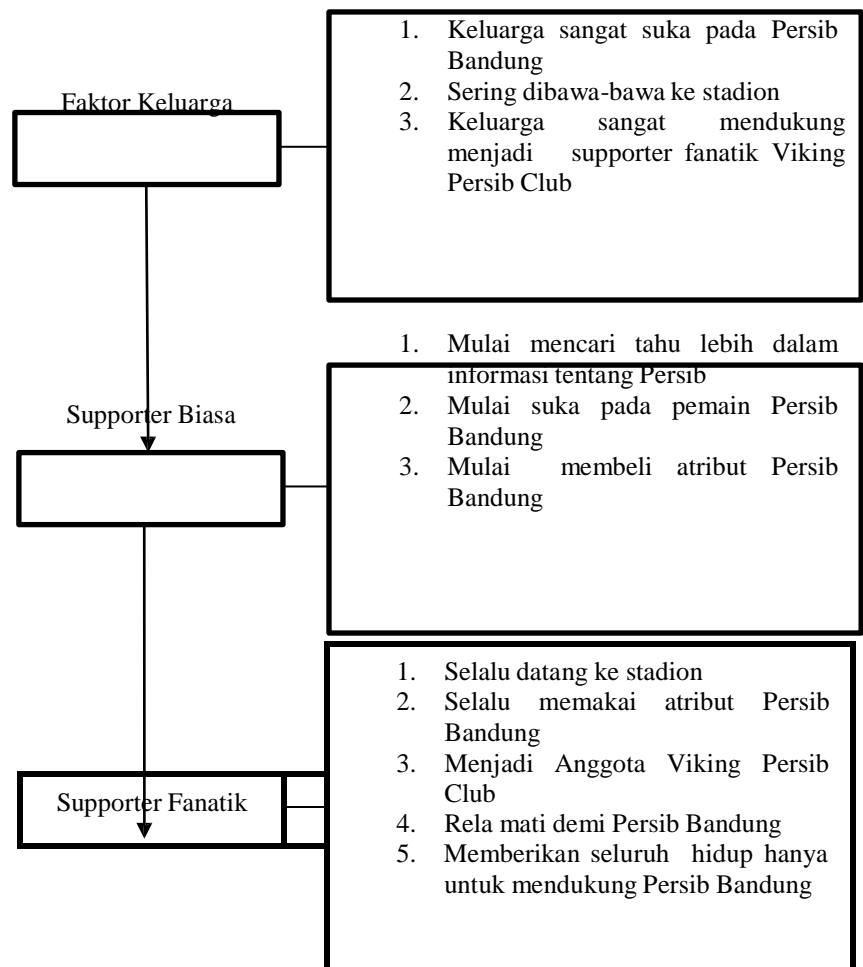 Faktor Keluarga
1. Keluarga sangat suka pada Persib
Bandung
2. Sering dibawa-bawa ke stadion
3. Keluarga sangat mendukung
menjadi supporter fanatik Viking
Persib Club
Supporter Biasa
1. Mulai mencari tahu lebih dalam
informasi tentang Persib
2. Mulai suka pada pemain Persib
Bandung
3. Mulai membeli atribut Persib
Bandung
Supporter Fanatik
1. Selalu datang ke stadion
2. Selalu memakai atribut Persib
Bandung
3. Menjadi Anggota Viking Persib
Club
4. Rela mati demi Persib Bandung
5. Memberikan seluruh hidup hanya
untuk mendukung Persib Bandung